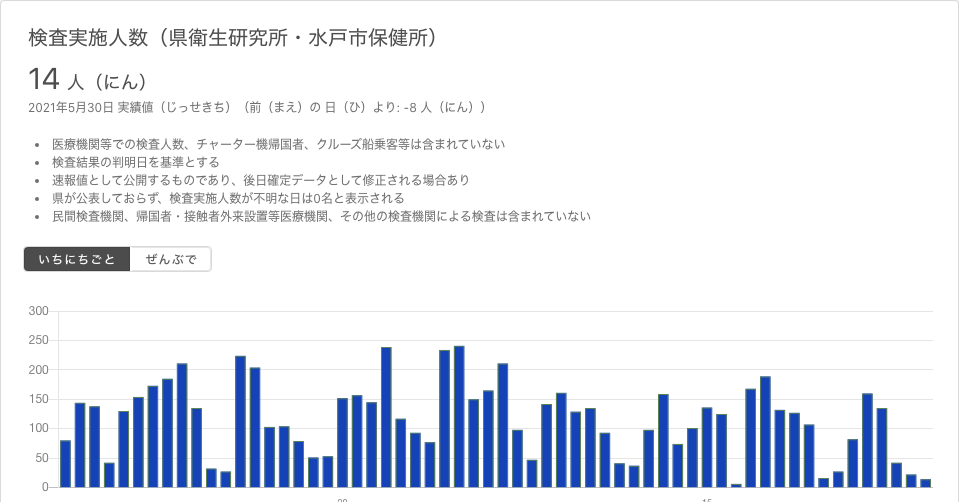 検査実施人数（県衛生研究所・水戸市保健所）
14 人（にん）
2021年5月30日 実績値（じっせきち）（前（まえ）の 日（ひ）より: -8 人（にん））
医療機関等での検査人数、チャーター機帰国者、クルーズ船乗客等は含まれていない
検査結果の判明日を基準とする
速報値として公開するものであり、後日確定データとして修正される場合あり
県が公表しておらず、検査実施人数が不明な日は0名と表示される
民間検査機関、帰国者・接触者外来設置等医療機関、その他の検査機関による検査は含まれていない
いちにちごと ぜんぶで
300
250
200
150
100
50
0